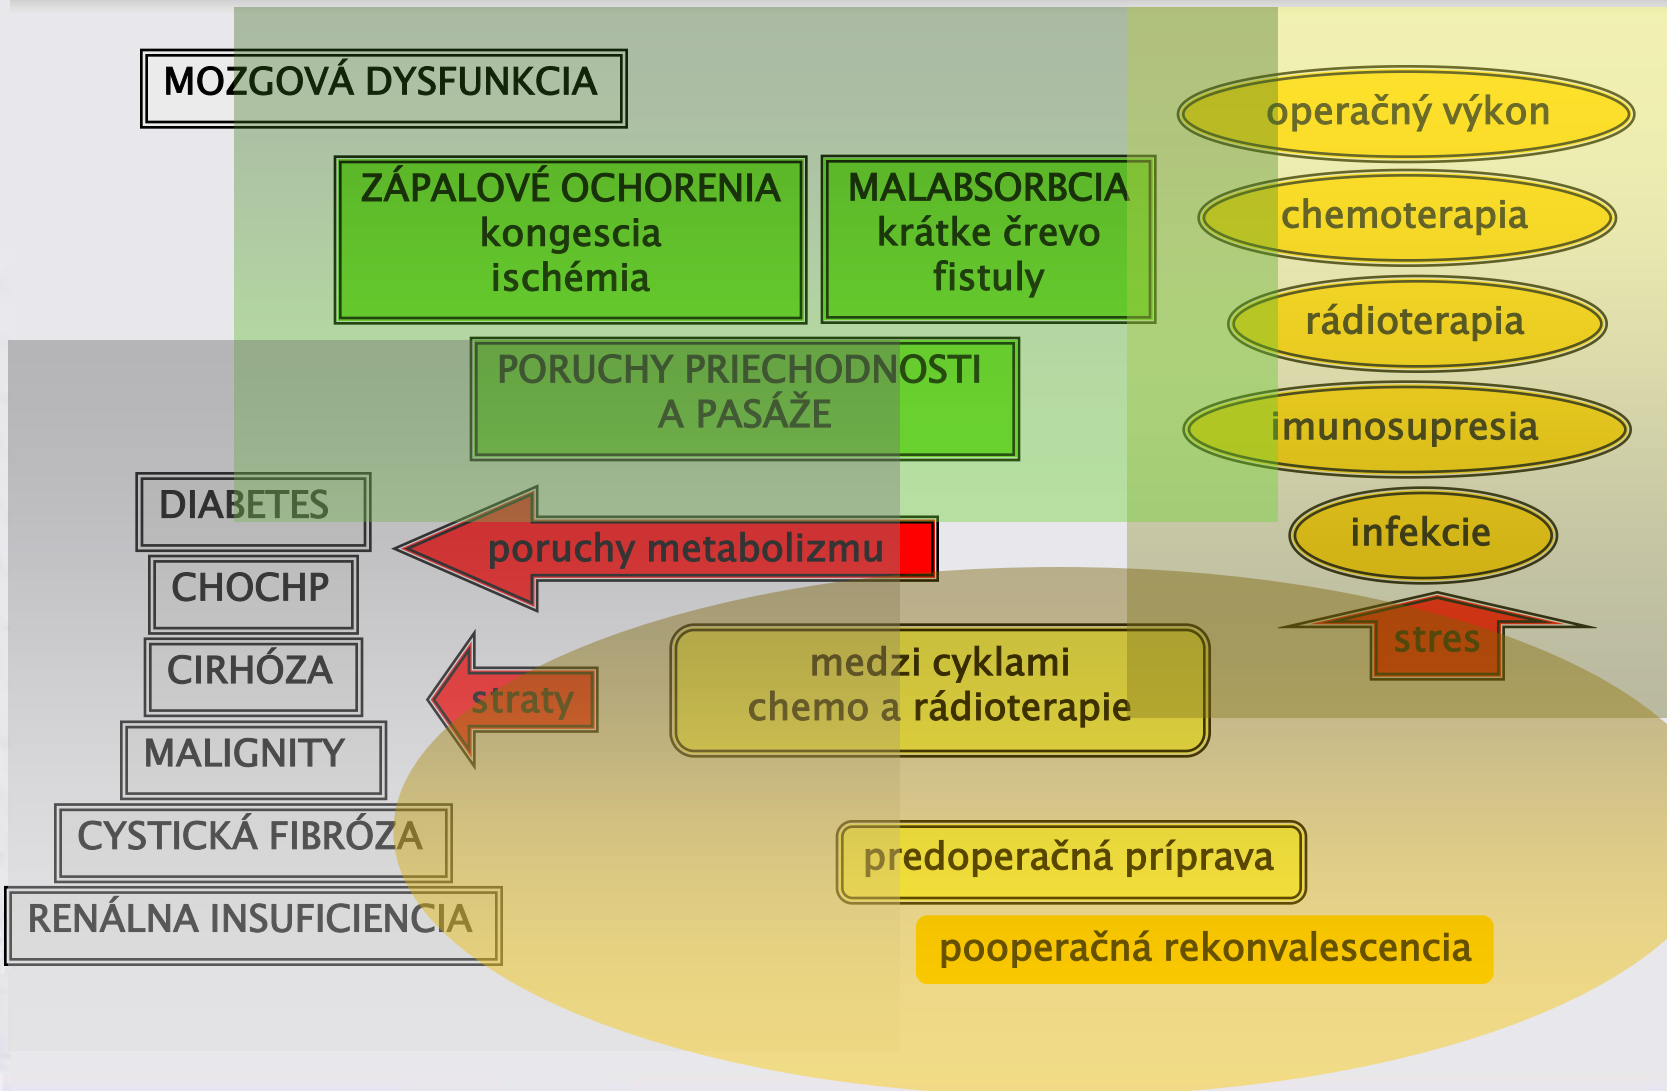 MOZGOVÁ DYSFUNKCIA
ZÁPALOVÉ OCHORENIA
kongescia
ischémia
MALABSORBCIA
krátke črevo
fistuly
PORUCHY PRIECHODNOSTI
A PASÁŽE
operačný výkon
chemoterapia
rádioterapia
imunosupresia
infekcie
stres
DIABETES
CHOCHP
CIRHÓZA
MALIGNITY
CYSTICKÁ FIBRÓZA
RENÁLNA INSUFICIENCIA
poruchy metabolizmu
straty
medzi cyklami
chemo a rádioterapie
predoperačná príprava
pooperačná rekonvalescencia